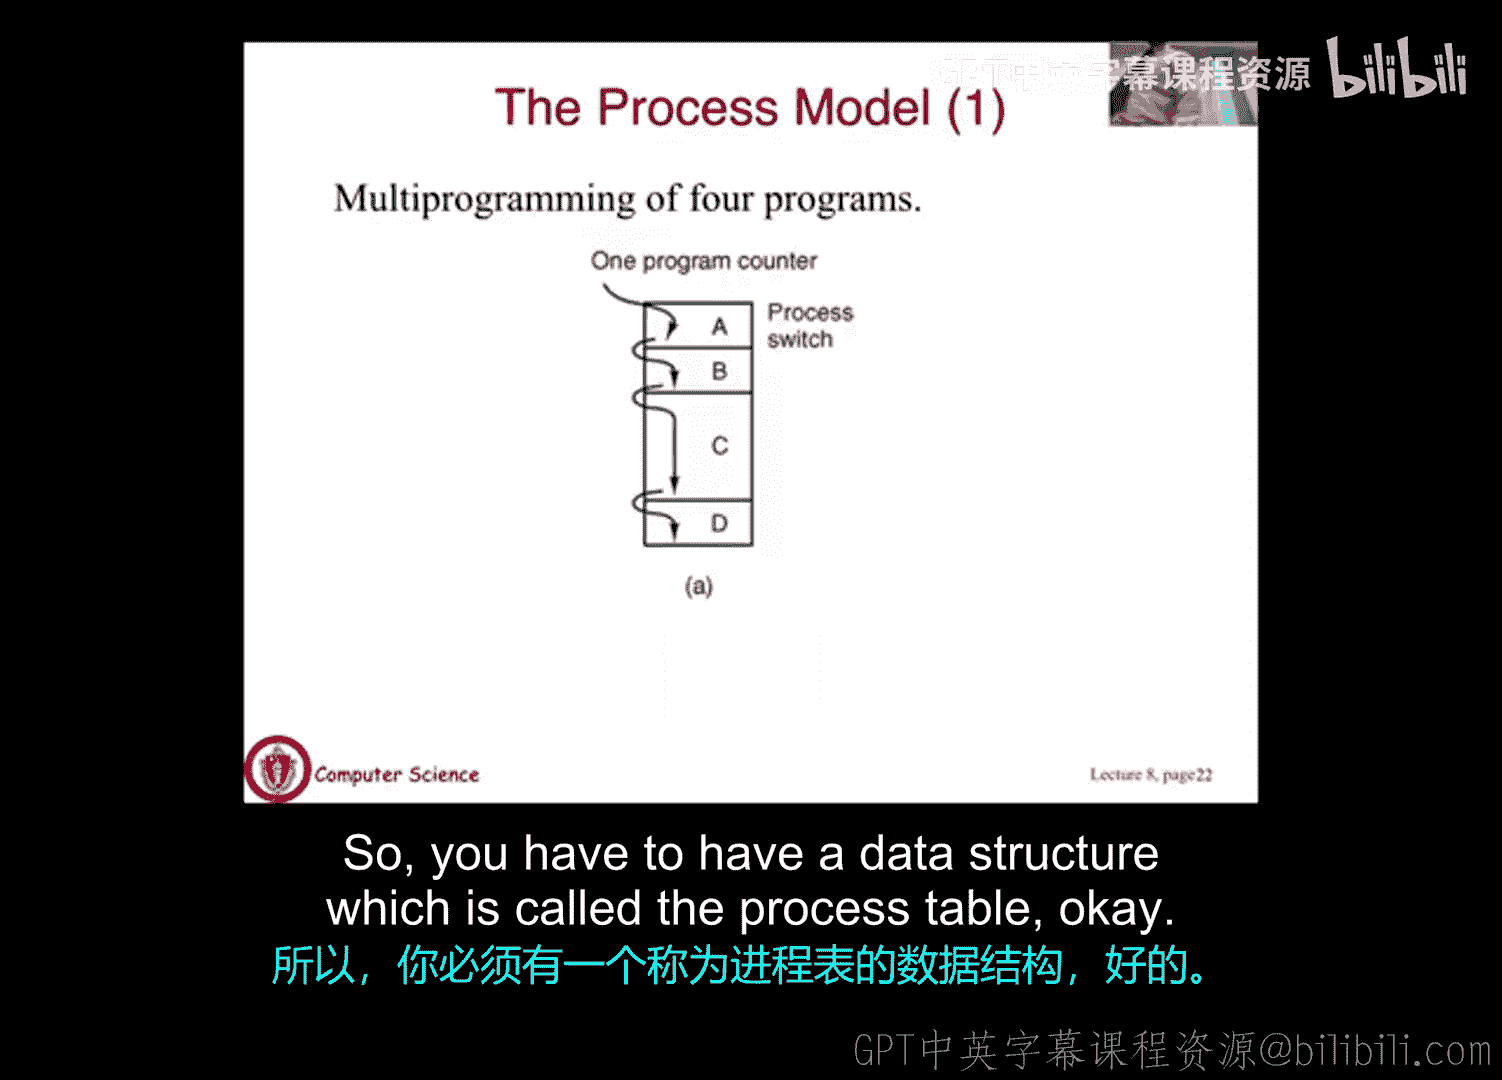 GPT中英字幕课程资源 bilibili
The Process Model (1)
Multiprogramming of four programs.
One program counter
Process
switch
A
B
C
D
(a)
Computer Science
Lecture 8, page22
So, you have to have a data structure
which is called the process table, okay.
所以，你必须有一个称为进程表的数据结构，好的。
GPT中英字幕课程资源@bilibili.com